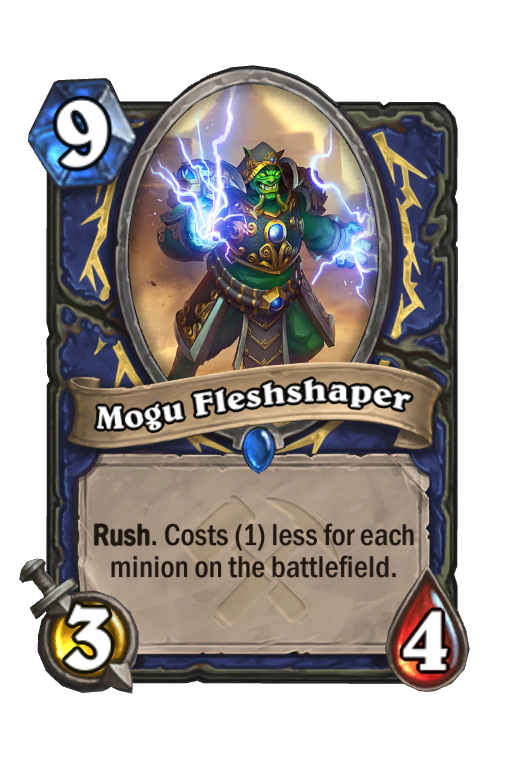 9
Mogu Fleshshaper
Rush. Costs (1) less for each
minion on the battlefield.
3
4